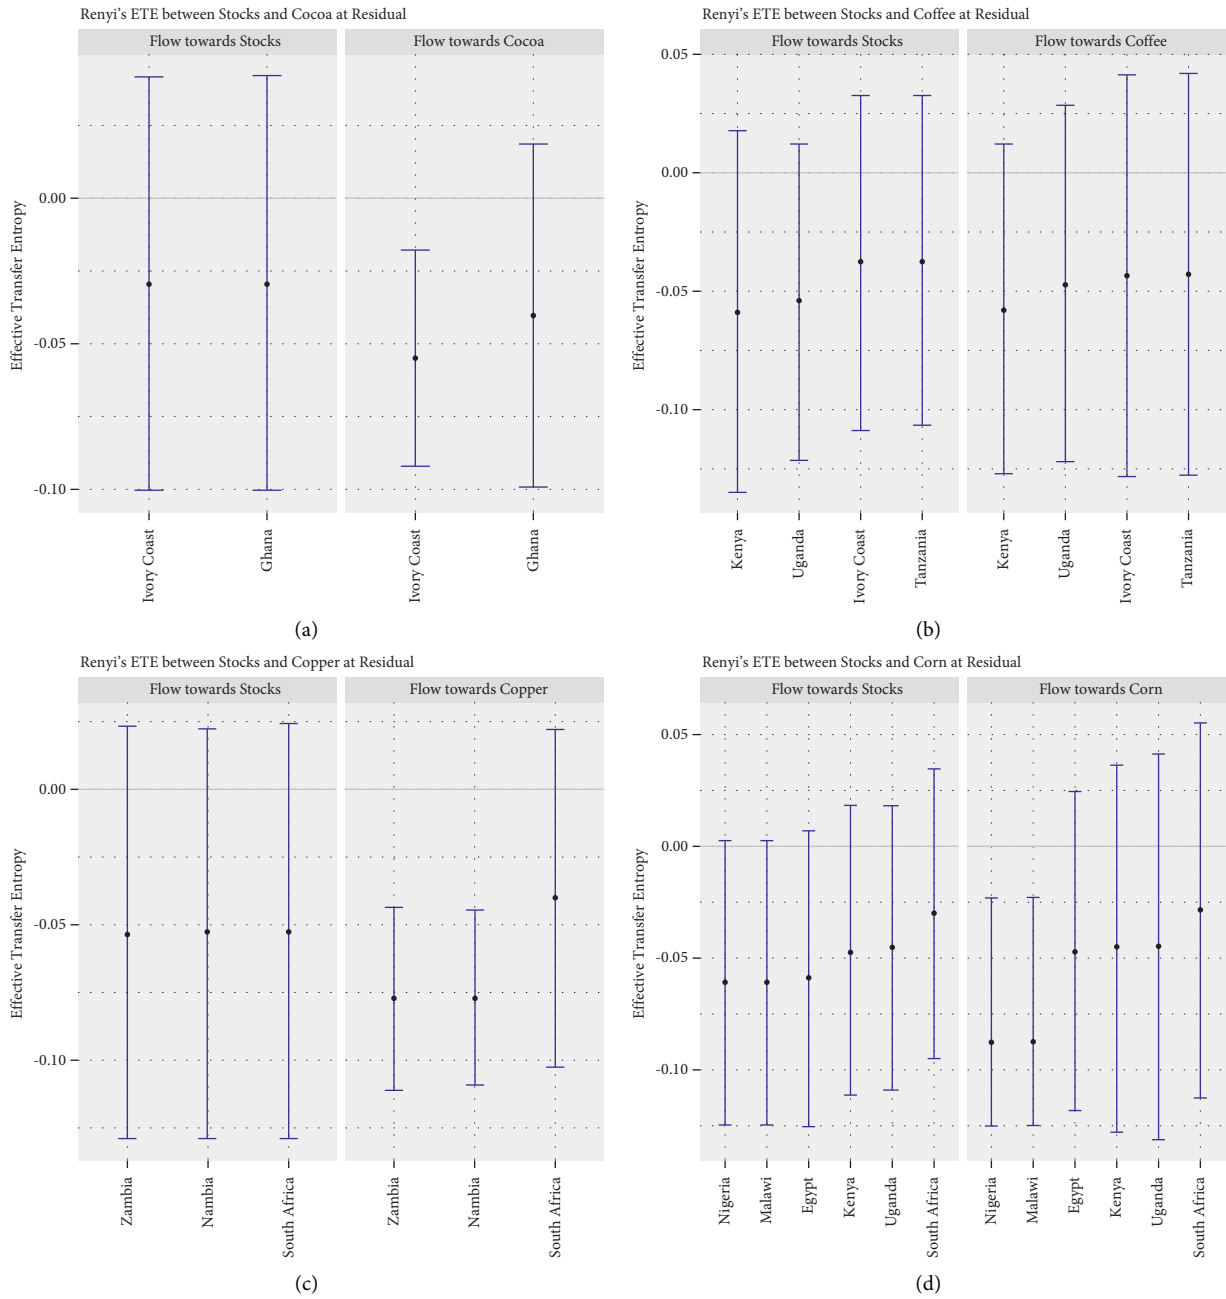 Renyi's ETE between Stocks and Cocoa at Residual
Flow towards Stocks
Flow towards Cocoa
Effective Transfer Entropy
0.00
-0.05
-0.10
Ivory Coast
Ghana
Ivory Coast
Ghana
(a)
Renyi's ETE between Stocks and Coffee at Residual
Flow towards Stocks
Flow towards Coffee
Effective Transfer Entropy
0.05
0.00
-0.05
-0.10
Kenya
Uganda
Ivory Coast
Tanzania
Kenya
Uganda
Ivory Coast
Tanzania
(b)
Renyi's ETE between Stocks and Copper at Residual
Flow towards Stocks
Flow towards Copper
Effective Transfer Entropy
0.00
-0.05
-0.10
Zambia
Nambia
South Africa
Zambia
Nambia
South Africa
(c)
Renyi's ETE between Stocks and Corn at Residual
Flow towards Stocks
Flow towards Corn
Effective Transfer Entropy
0.05
0.00
-0.05
-0.10
Nigeria
Malawi
Egypt
Kenya
Uganda
South Africa
Nigeria
Malawi
Egypt
Kenya
Uganda
South Africa
(d)